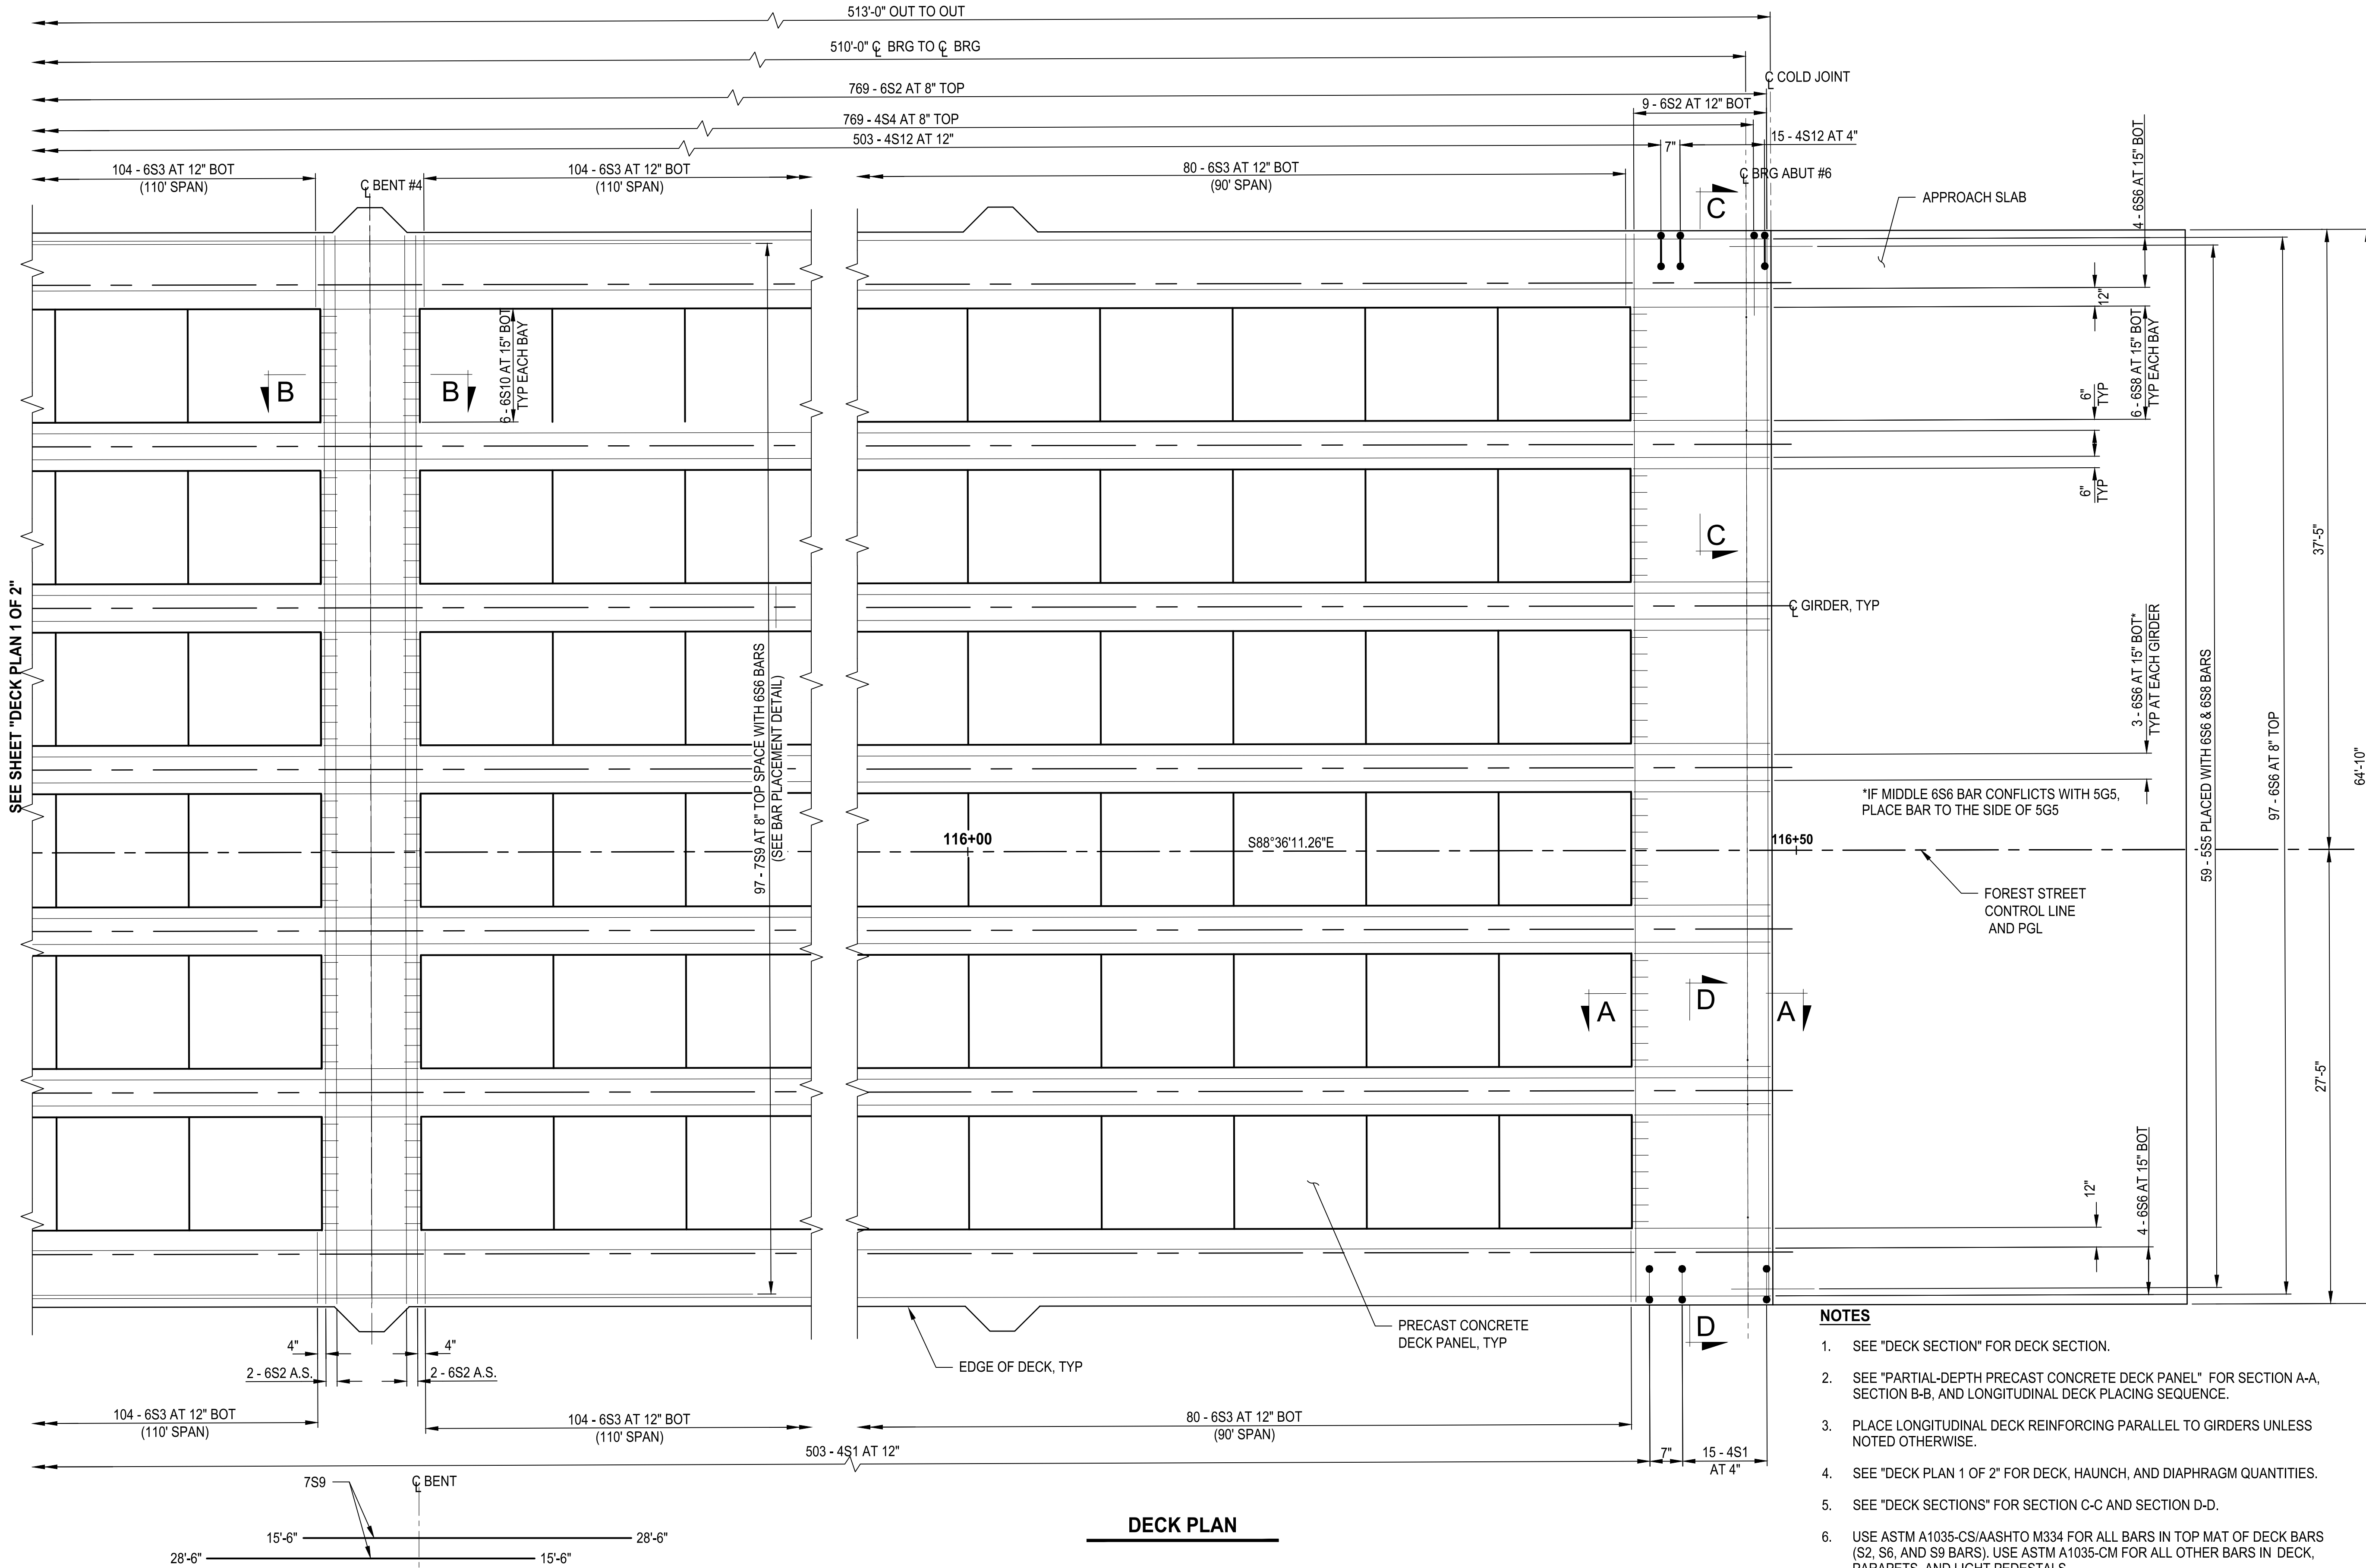 513'-0" OUT TO OUT
510'-0" ℄ BRG TO ℄ BRG
℄ COLD JOINT
769 - 6S2 AT 8" TOP
9 - 6S2 AT 12" BOT
769 - 4S4 AT 8" TOP
15 - 4S12 AT 4"
503 - 4S12 AT 12"
7"
104 - 6S3 AT 12" BOT
(110' SPAN)
℄ BENT #4
104 - 6S3 AT 12" BOT
(110' SPAN)
80 - 6S3 AT 12" BOT
(90' SPAN)
℄ BRG ABUT #6
C
APPROACH SLAB
4 - 6S6 AT 15" BOT
12"
6 - 6S10 AT 15" BOT
TYP EACH BAY
6 - 6S8 AT 15" BOT
TYP EACH BAY
B
B
6"
TYP
6"
TYP
C
37'-5"
SEE SHEET "DECK PLAN 1 OF 2"
℄ GIRDER, TYP
3 - 6S6 AT 15" BOT*
TYP AT EACH GIRDER
97 - 7S9 AT 8" TOP SPACE WITH 6S6 BARS
(SEE BAR PLACEMENT DETAIL)
59 - 5S5 PLACED WITH 6S6 & 6S8 BARS
97 - 6S6 AT 8" TOP
64'-10"
*IF MIDDLE 6S6 BAR CONFLICTS WITH 5G5,
PLACE BAR TO THE SIDE OF 5G5
116+00
S88°36'11.26"E
116+50
FOREST STREET
CONTROL LINE
AND PGL
D
A
A
27'-5"
12"
4 - 6S6 AT 15" BOT
D
PRECAST CONCRETE
DECK PANEL, TYP
EDGE OF DECK, TYP
4"
4"
2 - 6S2 A.S.
2 - 6S2 A.S.
104 - 6S3 AT 12" BOT
(110' SPAN)
104 - 6S3 AT 12" BOT
(110' SPAN)
80 - 6S3 AT 12" BOT
(90' SPAN)
503 - 4S1 AT 12"
7"
15 - 4S1
AT 4"
7S9
℄ BENT
15'-6"
28'-6"
28'-6"
15'-6"
DECK PLAN
NOTES
1. SEE "DECK SECTION" FOR DECK SECTION.
2. SEE "PARTIAL-DEPTH PRECAST CONCRETE DECK PANEL" FOR SECTION A-A,
SECTION B-B, AND LONGITUDINAL DECK PLACING SEQUENCE.
3. PLACE LONGITUDINAL DECK REINFORCING PARALLEL TO GIRDERS UNLESS
NOTED OTHERWISE.
4. SEE "DECK PLAN 1 OF 2" FOR DECK, HAUNCH, AND DIAPHRAGM QUANTITIES.
5. SEE "DECK SECTIONS" FOR SECTION C-C AND SECTION D-D.
6. USE ASTM A1035-CS/AASHTO M334 FOR ALL BARS IN TOP MAT OF DECK BARS
(S2, S6, AND S9 BARS). USE ASTM A1035-CM FOR ALL OTHER BARS IN DECK,
PARAPETS, AND LIGHT PEDESTALS.